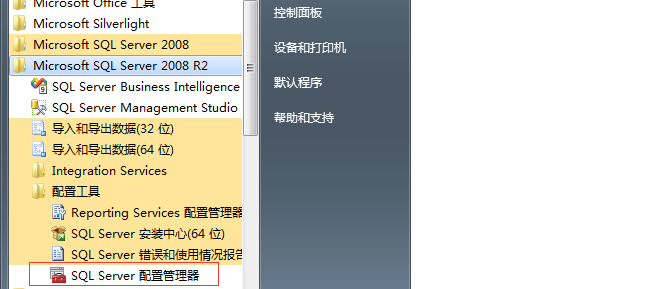 Microsoft Office 工具
Microsoft Silverlight
Microsoft SQL Server 2008
Microsoft SQL Server 2008 R2
SQL Server Business Intelligence
SQL Server Management Studio
导入和导出数据(32 位)
导入和导出数据(64 位)
Integration Services
配置工具
Reporting Services 配置管理器
SQL Server 安装中心(64 位)
SQL Server 错误和使用情况报告
SQL Server 配置管理器
控制面板
设备和打印机
默认程序
帮助和支持